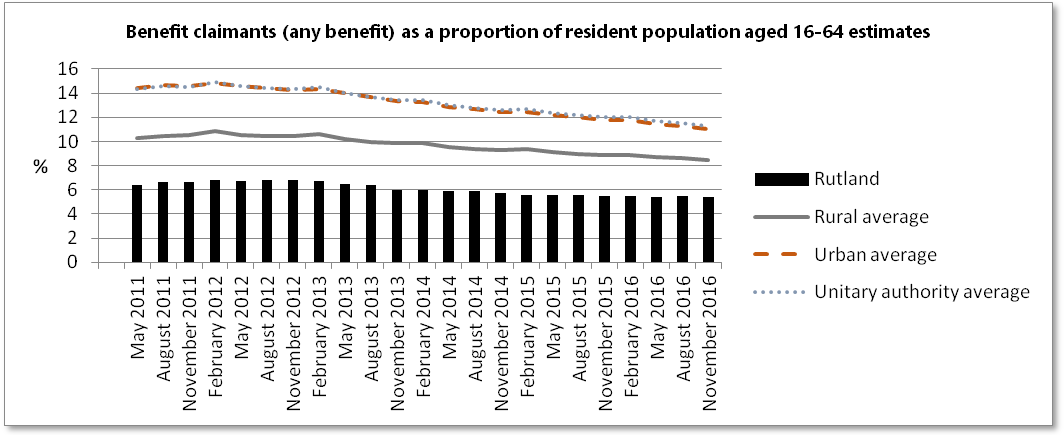 Benefit claimants (any benefit) as a proportion of resident population aged 16-64 estimates
16
14
12
10
8
6
4
2
0
%
May 2011
August 2011
November 2011
February 2012
May 2012
August 2012
November 2012
February 2013
May 2013
August 2013
November 2013
February 2014
May 2014
August 2014
November 2014
February 2015
May 2015
August 2015
November 2015
February 2016
May 2016
August 2016
November 2016
Rutland
Rural average
Urban average
Unitary authority average